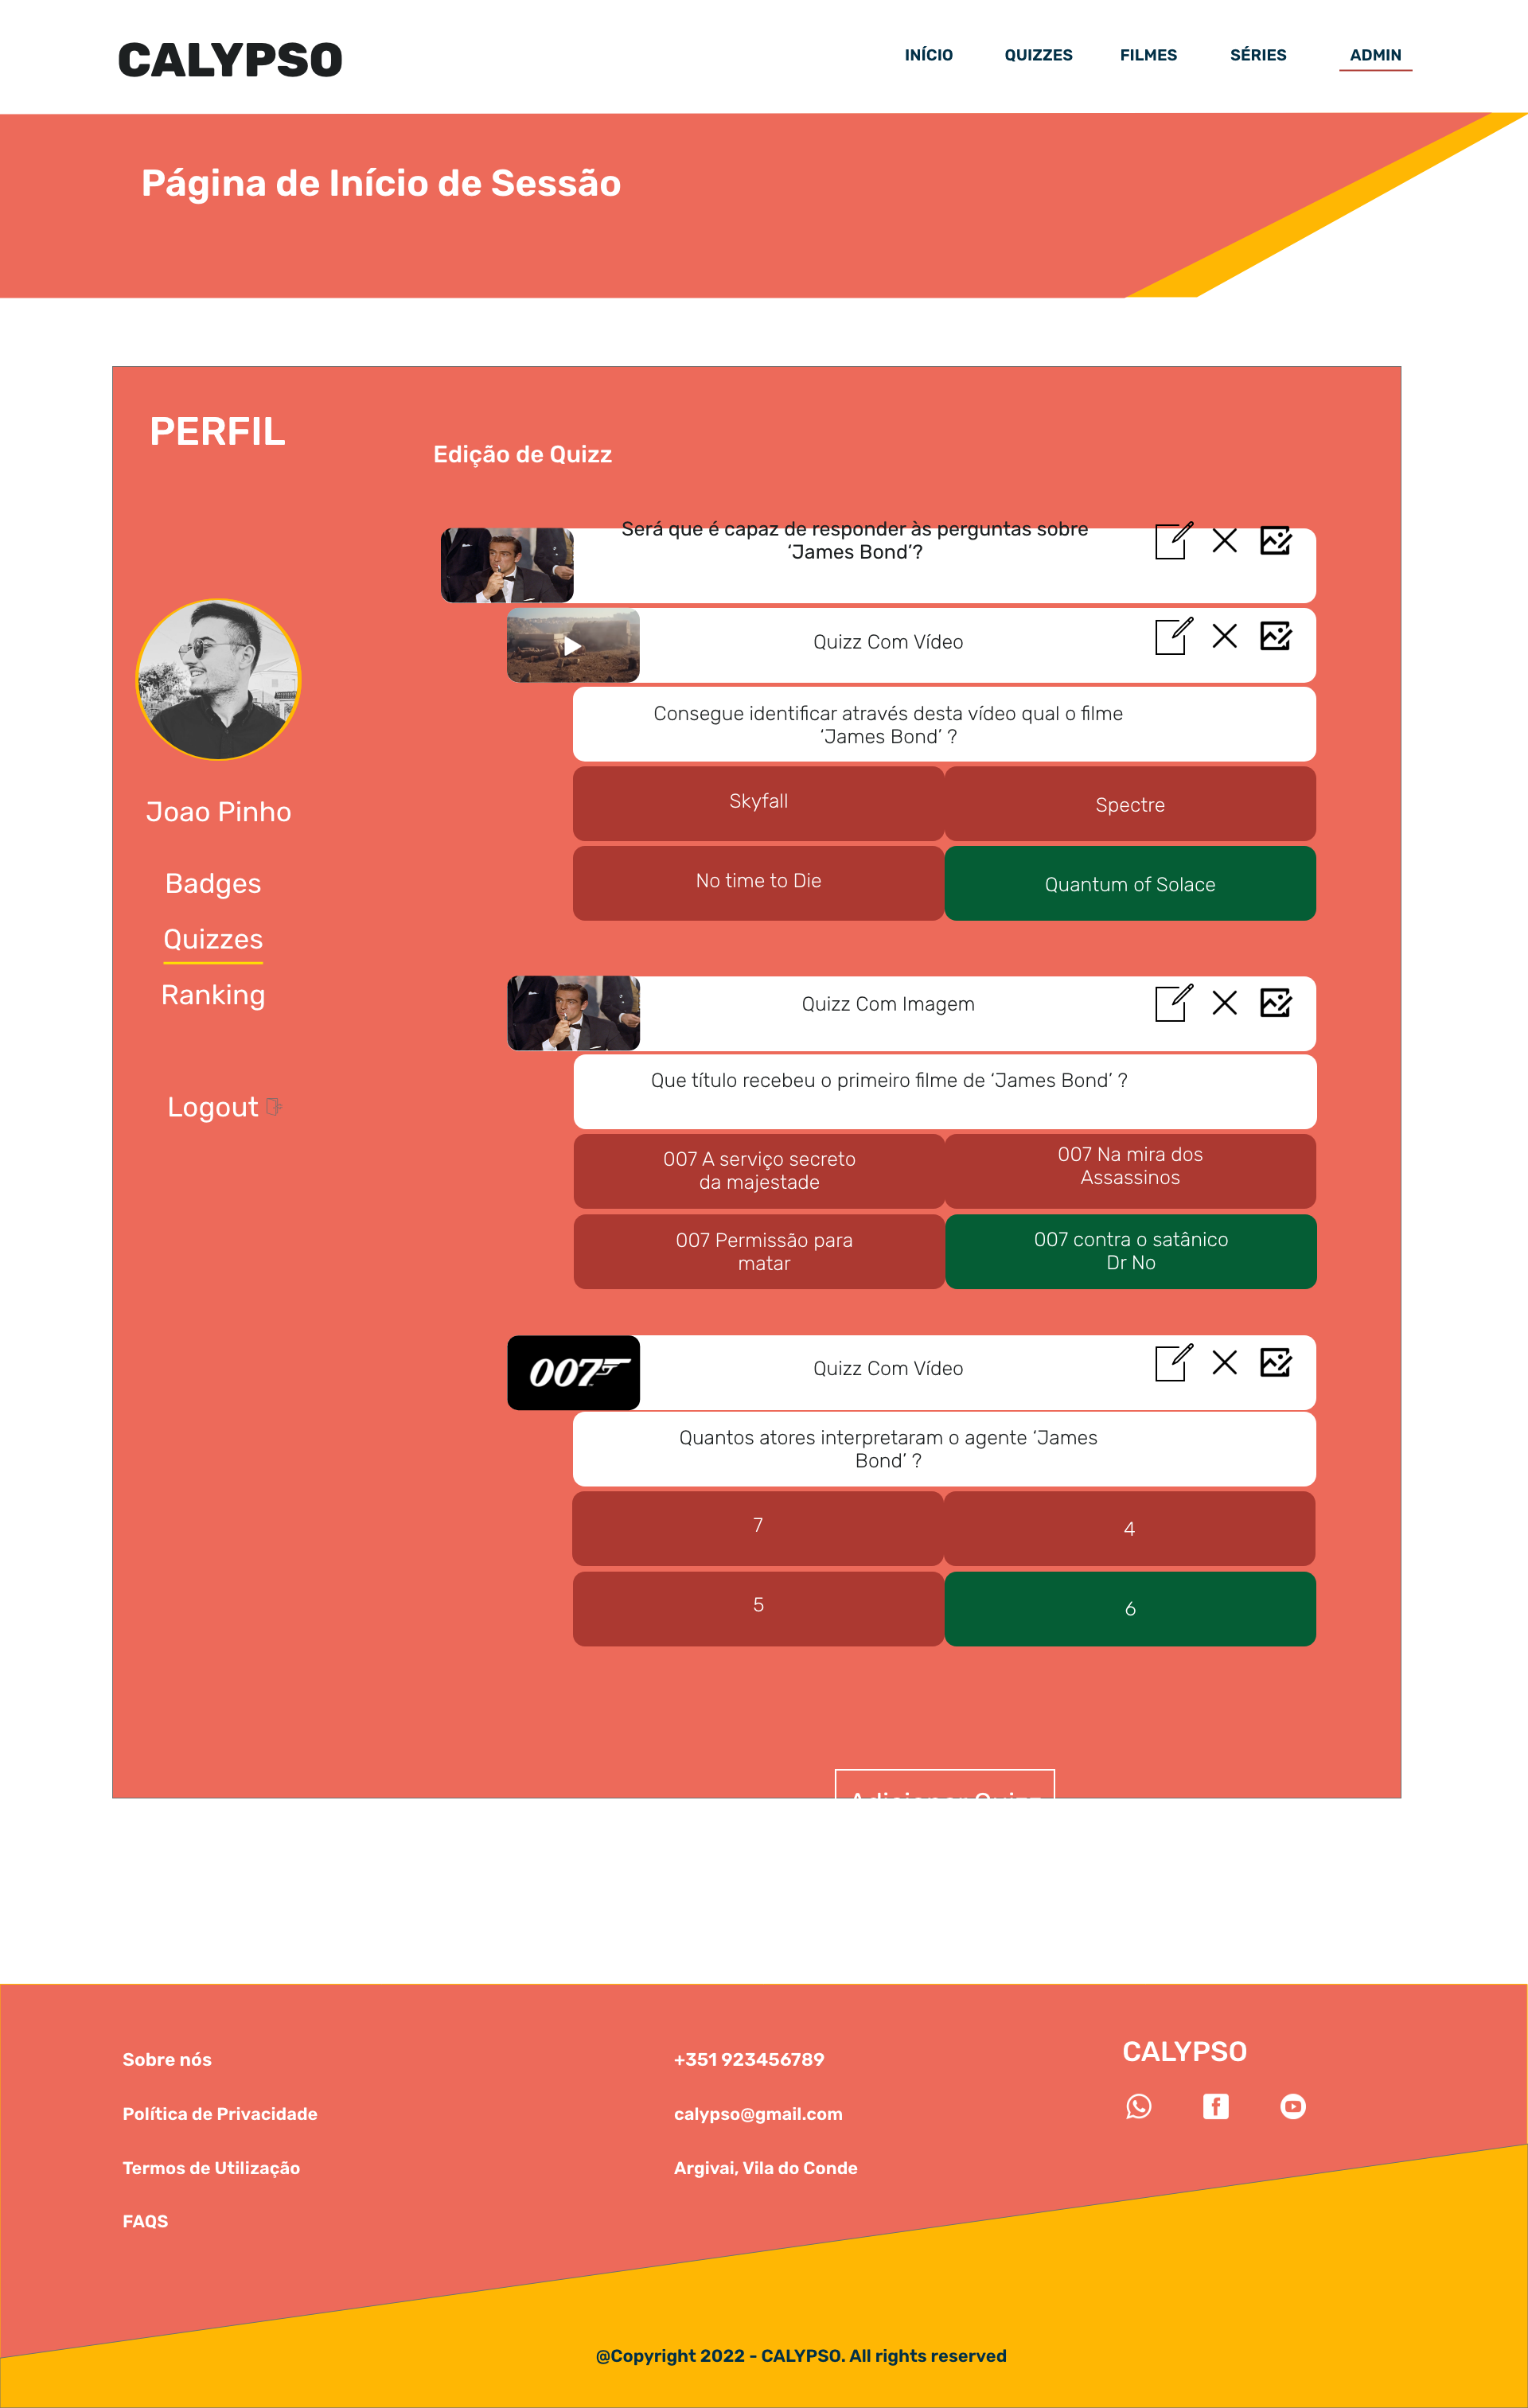 CALYPSO
INÍCIO
QUIZZES
FILMES
SÉRIES
ADMIN
Página de Início de Sessão
PERFIL
Edição de Quizz
Será que é capaz de responder às perguntas sobre
‘James Bond’?
Quizz Com Vídeo
Consegue identificar através desta vídeo qual o filme
‘James Bond’ ?
Skyfall
Spectre
No time to Die
Quantum of Solace
Joao Pinho
Badges
Quizzes
Ranking
Logout
Quizz Com Imagem
Que título recebeu o primeiro filme de ‘James Bond’ ?
007 A serviço secreto
da majestade
007 Na mira dos
Assassinos
007 Permissão para
matar
007 contra o satânico
Dr No
007
Quizz Com Vídeo
Quantos atores interpretaram o agente ‘James
Bond’ ?
7
4
5
6
Adicionar Quizz
Sobre nós
Política de Privacidade
Termos de Utilização
FAQS
+351 923456789
calypso@gmail.com
Argivai, Vila do Conde
CALYPSO
@Copyright 2022 - CALYPSO. All rights reserved